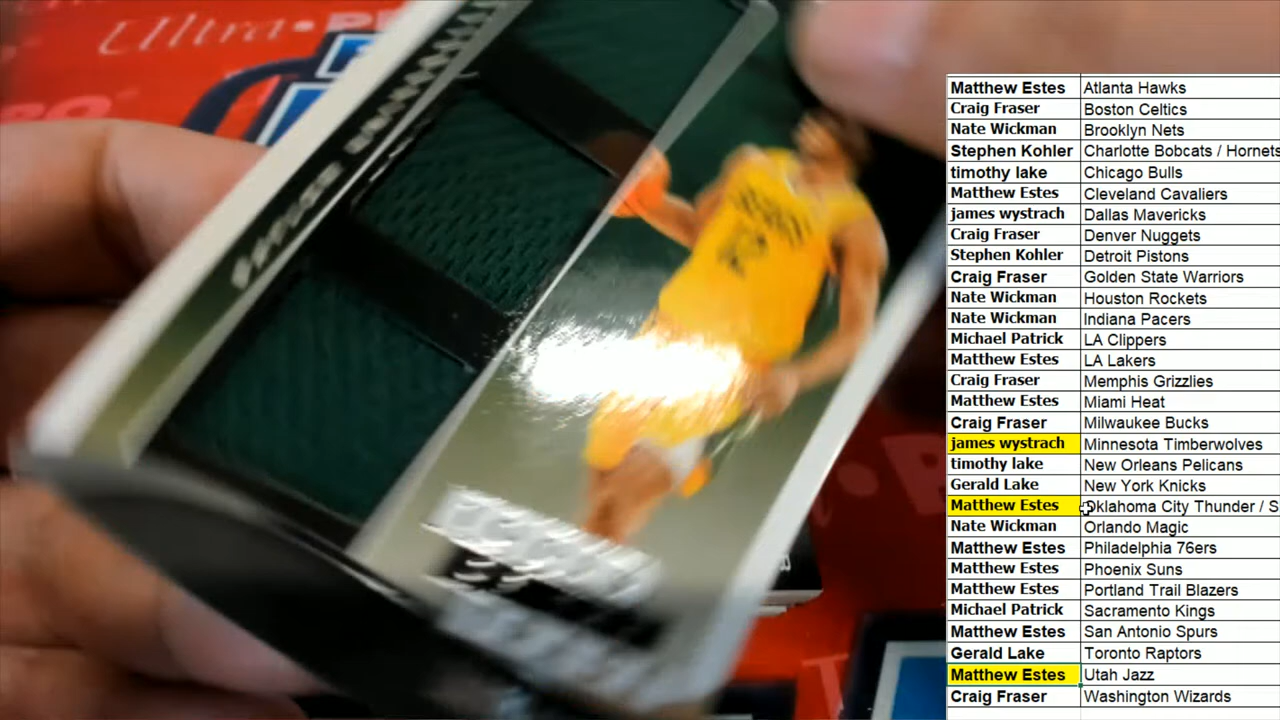 Ultra • PR
Matthew Estes Atlanta Hawks
Craig Fraser Boston Celtics
Nate Wickman Brooklyn Nets
Stephen Kohler Charlotte Bobcats / Hornets
timothy lake Chicago Bulls
Matthew Estes Cleveland Cavaliers
james wystrach Dallas Mavericks
Craig Fraser Denver Nuggets
Stephen Kohler Detroit Pistons
Craig Fraser Golden State Warriors
Nate Wickman Houston Rockets
Nate Wickman Indiana Pacers
Michael Patrick LA Clippers
Matthew Estes LA Lakers
Craig Fraser Memphis Grizzlies
Matthew Estes Miami Heat
Craig Fraser Milwaukee Bucks
james wystrach Minnesota Timberwolves
timothy lake New Orleans Pelicans
Gerald Lake New York Knicks
Matthew Estes Oklahoma City Thunder / S
Nate Wickman Orlando Magic
Matthew Estes Philadelphia 76ers
Matthew Estes Phoenix Suns
Matthew Estes Portland Trail Blazers
Michael Patrick Sacramento Kings
Matthew Estes San Antonio Spurs
Gerald Lake Toronto Raptors
Matthew Estes Utah Jazz
Craig Fraser Washington Wizards